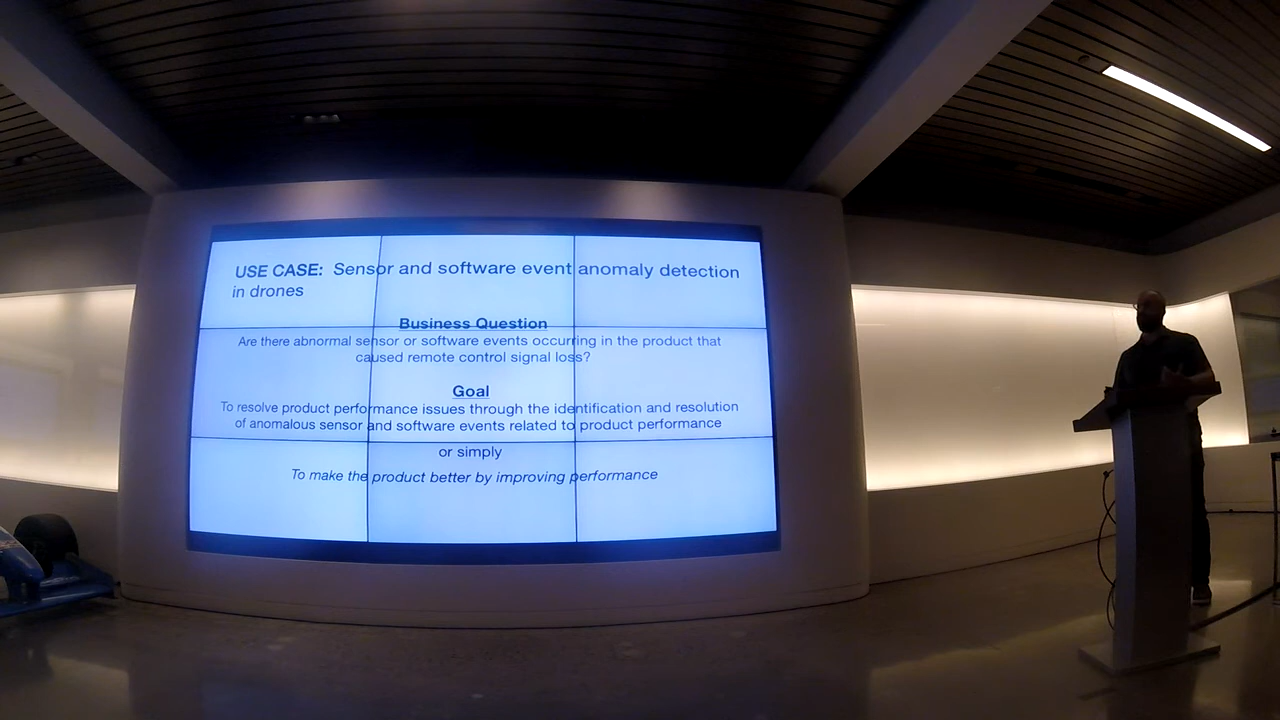 USE CASE: Sensor and software event anomaly detection
in drones
Business Question
Are there abnormal sensor or software events occurring in the product that
caused remote control signal loss?
Goal
To resolve product performance issues through the identification and resolution
of anomalous sensor and software events related to product performance
or simply
To make the product better by improving performance